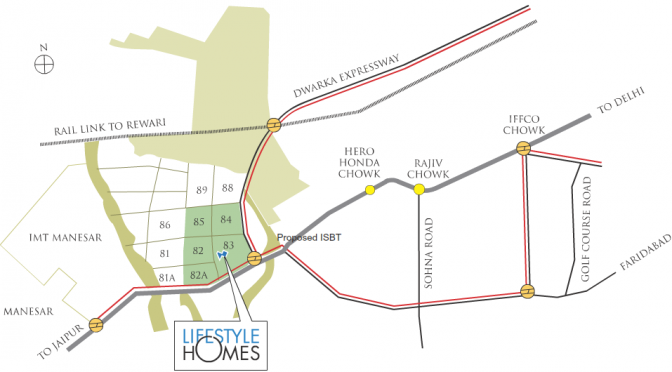 N
DWARKA EXPRESSWAY
RAIL LINK TO REWARI
TO DELHI
IFFCO
CHOWK
HERO
HONDA
CHOWK
RAJIV
CHOWK
89
88
86
85
84
Proposed ISBT
IMT MANESAR
81
82
83
81A
82A
SOHNA ROAD
GOLF COURSE ROAD
FARIDABAD
MANESAR
TO JAIPUR
LIFESTYLE
HOMES